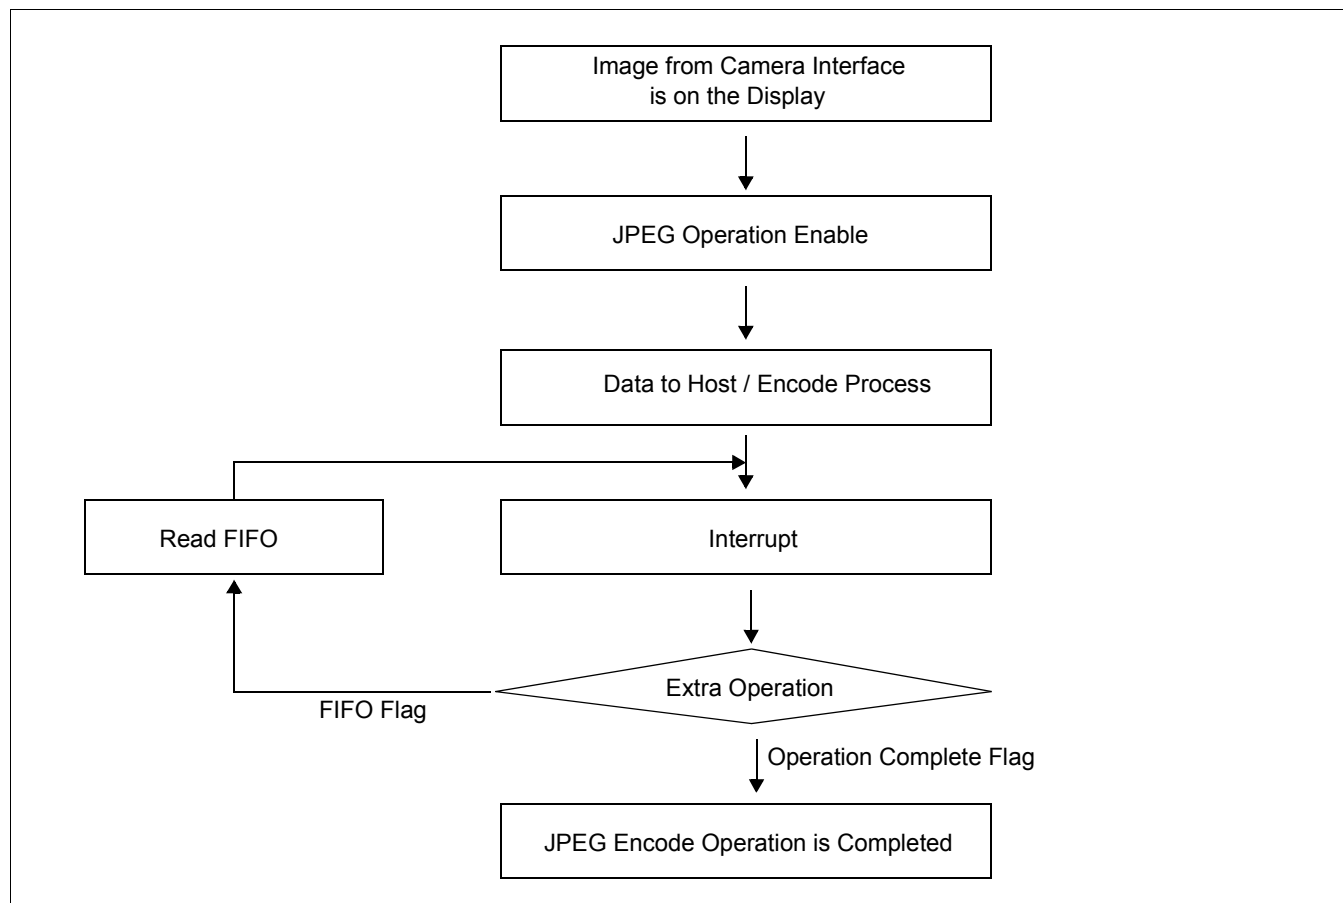 Image from Camera Interface
is on the Display
JPEG Operation Enable
Data to Host / Encode Process
Read FIFO
Interrupt
Extra Operation
FIFO Flag
Operation Complete Flag
JPEG Encode Operation is Completed